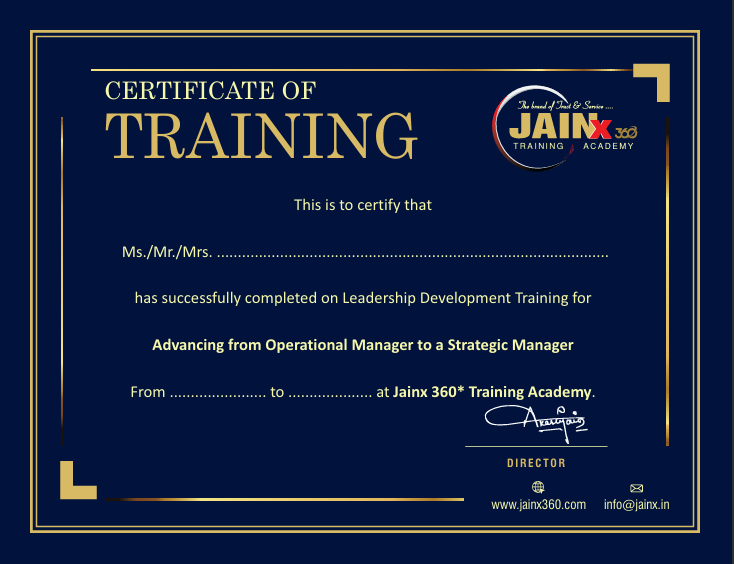 CERTIFICATE OF
TRAINING
The brand of Trust & Service ....
JAINx 360°
TRAINING ACADEMY
This is to certify that
Ms./Mr./Mrs. ............................................................................................
has successfully completed on Leadership Development Training for
Advancing from Operational Manager to a Strategic Manager
From ....................... to .................... at Jainx 360* Training Academy.
DIRECTOR
www.jainx360.com info@jainx.in